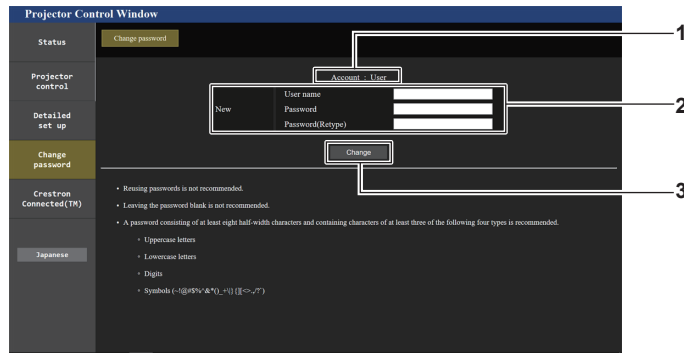 Projector Control Window
Status
Change password
1
Projector
control
Account : User
User name
2
New
Password
Detailed
set up
Password(Retype)
Change
password
Change
3
Crestron
Connected(TM)
• Reusing passwords is not recommended.
• Leaving the password blank is not recommended.
• A password consisting of at least eight half-width characters and containing characters of at least three of the following four types is recommended.
Uppercase letters
Japanese
Lowercase letters
Digits
Symbols (~!@#$%^&*()_+\|{}[]<>.,/?`)